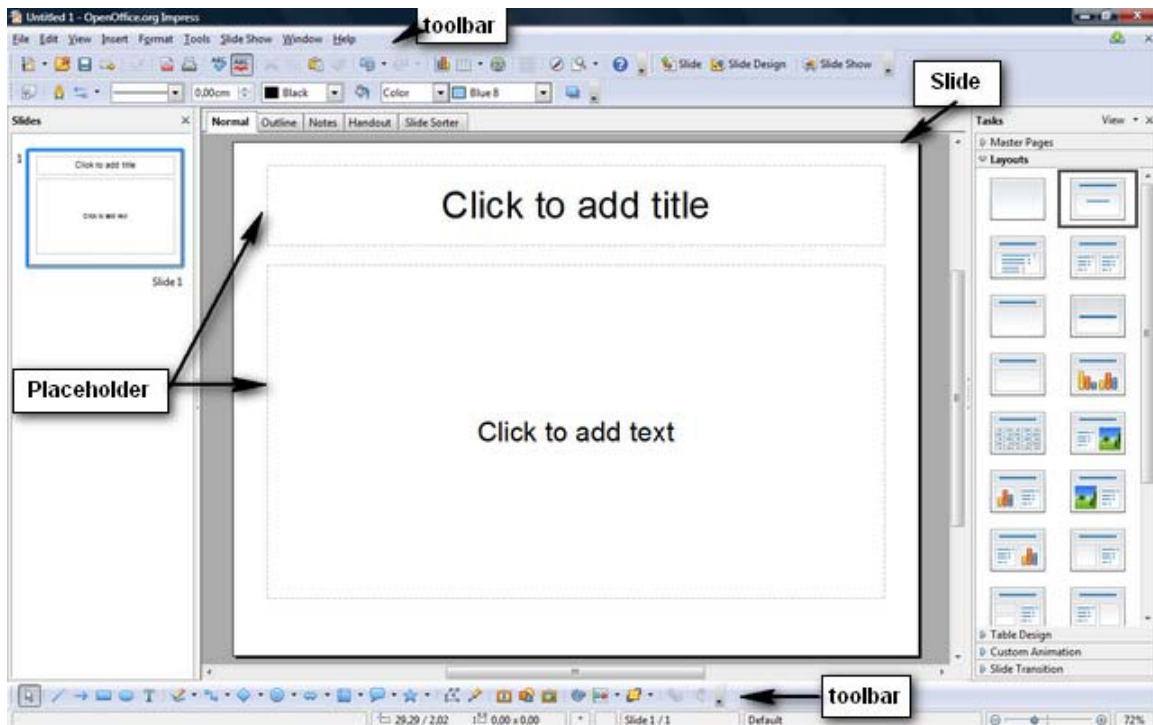 Untitled 1 - OpenOffice.org Impress
toolbar
File Edit View Insert Format Tools Slide Show Window Help
Slide Slide Design Slide Show
0,00cm Black Color Blue 8
Slide
Slides
Normal Outline Notes Handout Slide Sorter
Tasks View
Master Pages
Layouts
1
Click to add title
Click to add text
Slide 1
Click to add title
Placeholder
Click to add text
Table Design
Custom Animation
Slide Transition
T
toolbar
29,29 / 2,02 0,00 x 0,00 * Slide 1 / 1 Default 72%